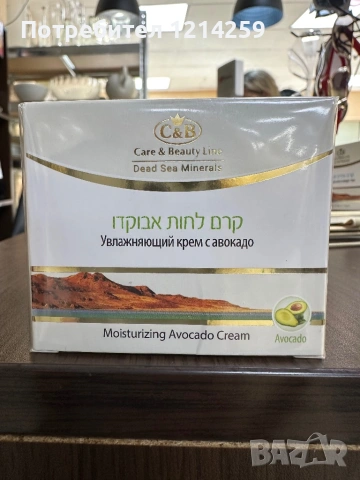 Потребител 1214259
C&B
Care & Beauty Line
Dead Sea Minerals
קרם לחות אבוקדו
Увлажняющий крем с авокадо
Moisturizing Avocado Cream
Avocado
BAZAR